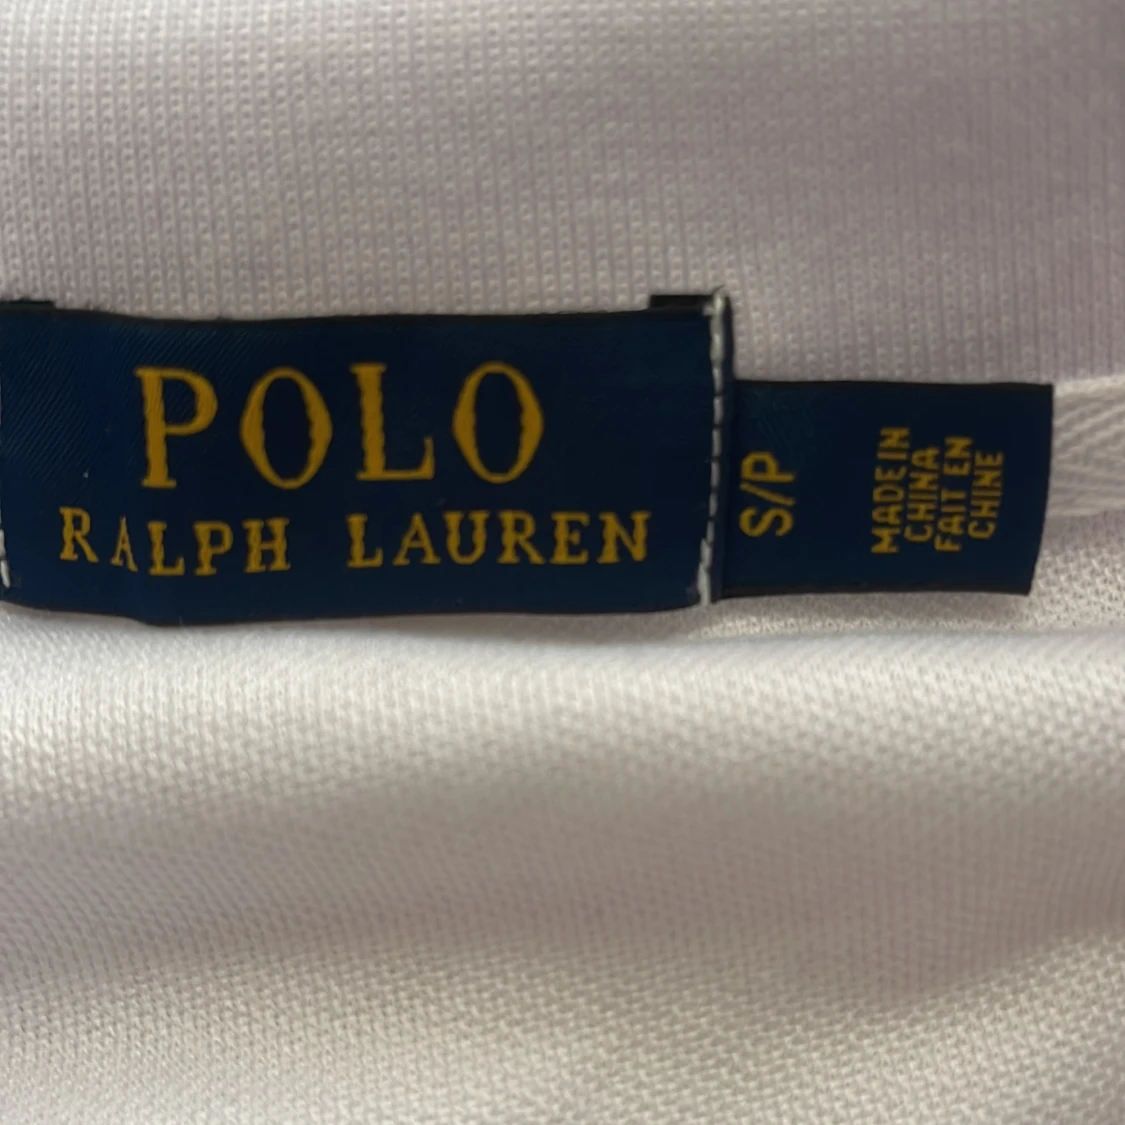 POLO
RALPH LAUREN
S/P
MADE IN
CHINA
FAIT EN
CHINE